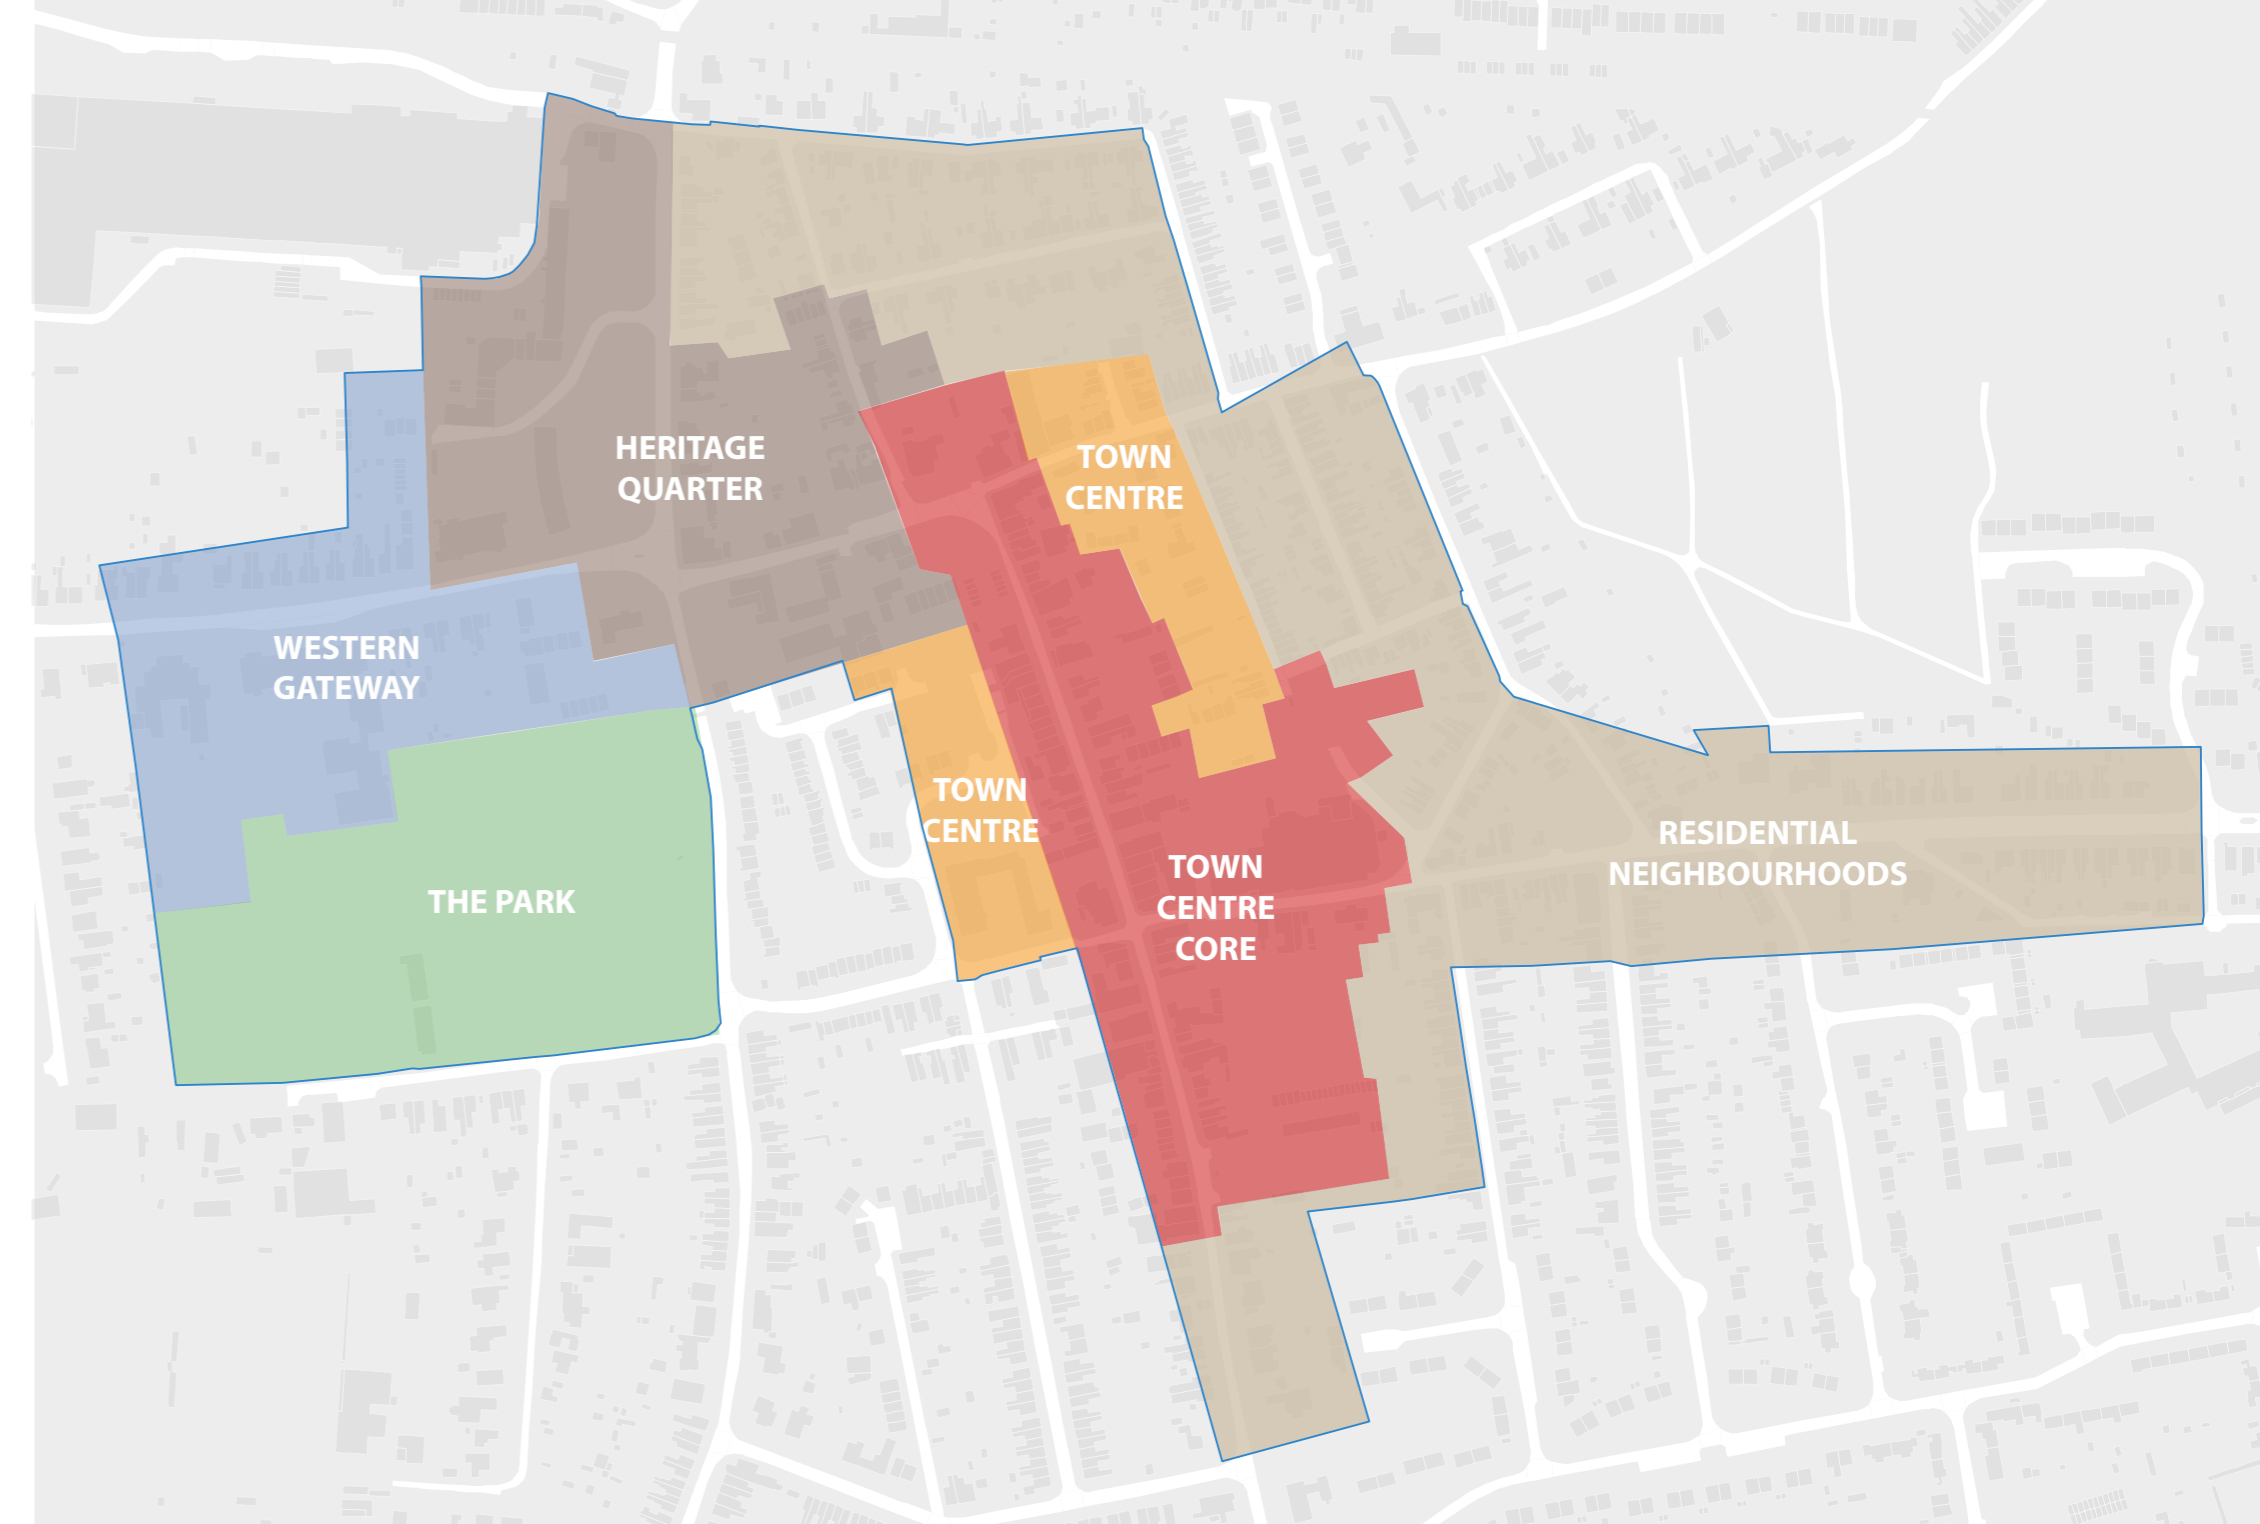 HERITAGE
QUARTER
TOWN
CENTRE
WESTERN
GATEWAY
TOWN
CENTRE
THE PARK
TOWN
CENTRE
CORE
RESIDENTIAL
NEIGHBOURHOODS